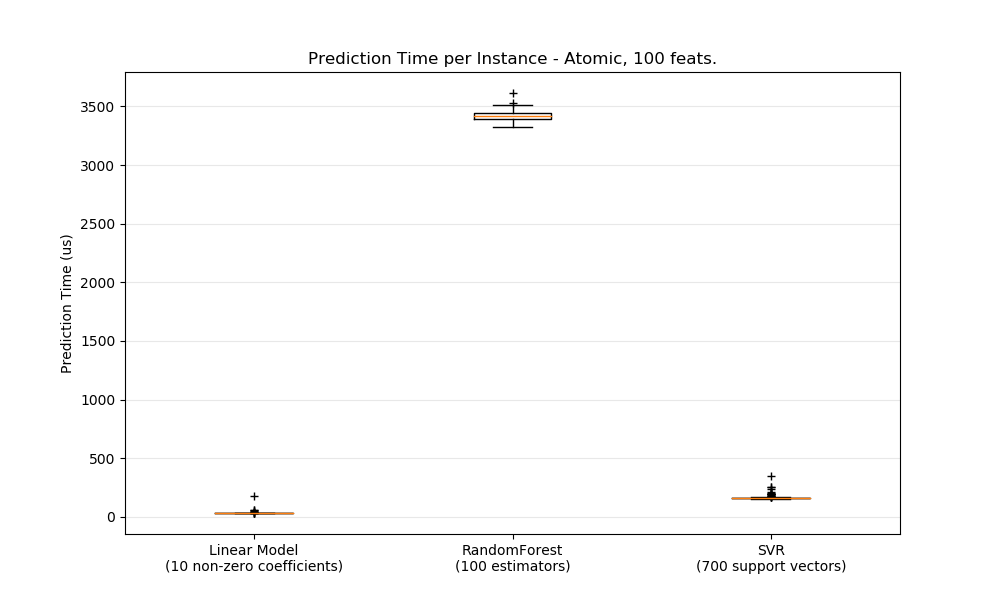 Prediction Time per Instance - Atomic, 100 feats.
Prediction Time (us)
3500
3000
2500
2000
1500
1000
500
0
Linear Model
(10 non-zero coefficients)
RandomForest
(100 estimators)
SVR
(700 support vectors)